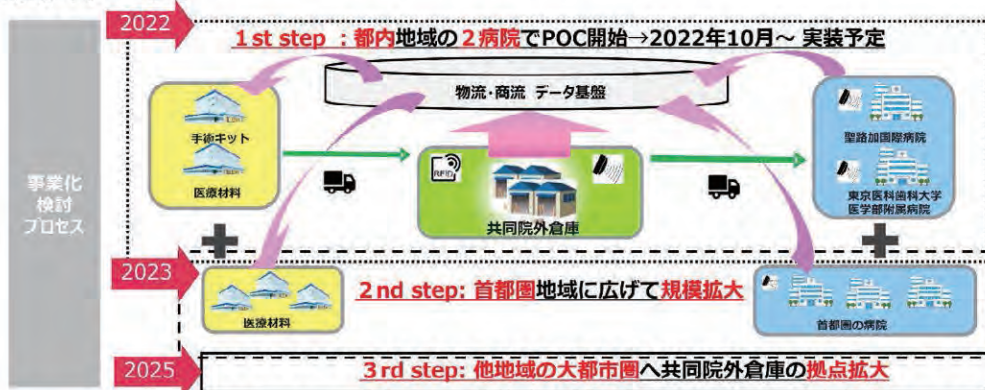 2022
1st step ：都内地域の２病院でPOC開始→2022年10月～ 実装予定
物流・商流 データ基盤
手術キット
医療材料
RFID
共同院外倉庫
聖路加国際病院
東京医科歯科大学
医学部附属病院
事業化
検討
プロセス
2023
2nd step: 首都圏地域に広げて規模拡大
医療材料
首都圏の病院
2025
3rd step: 他地域の大都市圏へ共同院外倉庫の拠点拡大